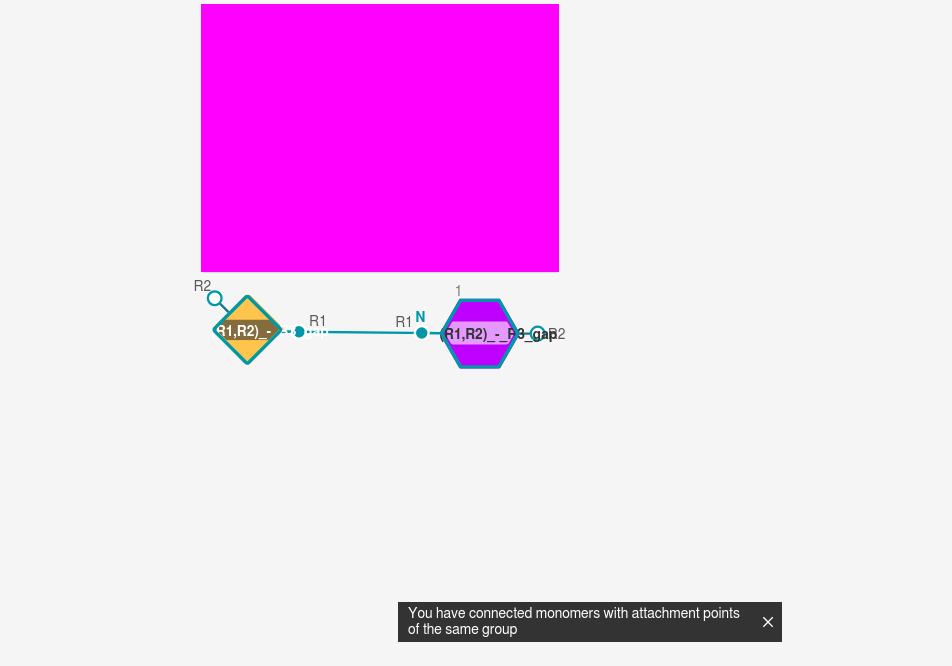 R2
1
R1
R1
N
R1,R2)_-
(R1,R2)_-_R3_gap
R2
You have connected monomers with attachment points
of the same group